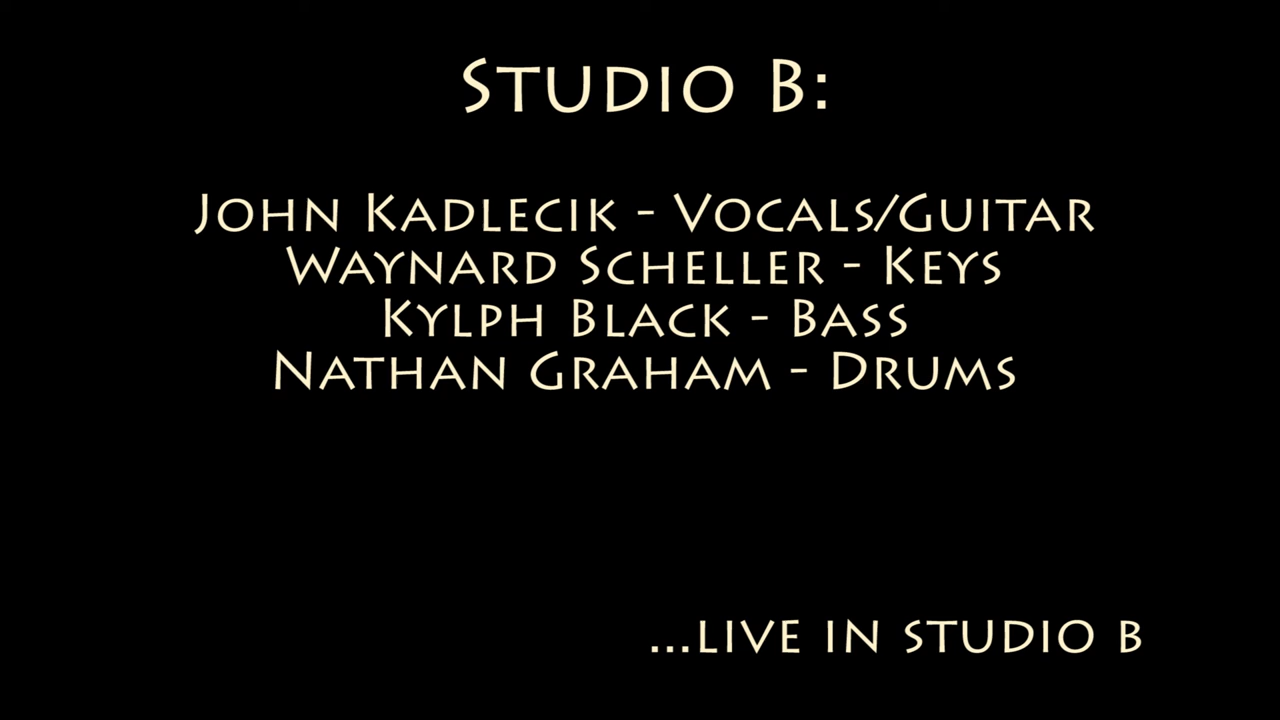 Studio B:
John Kadlecik - Vocals/Guitar
Waynard Scheller - Keys
Kylph Black - Bass
Nathan Graham - Drums
...live in studio b